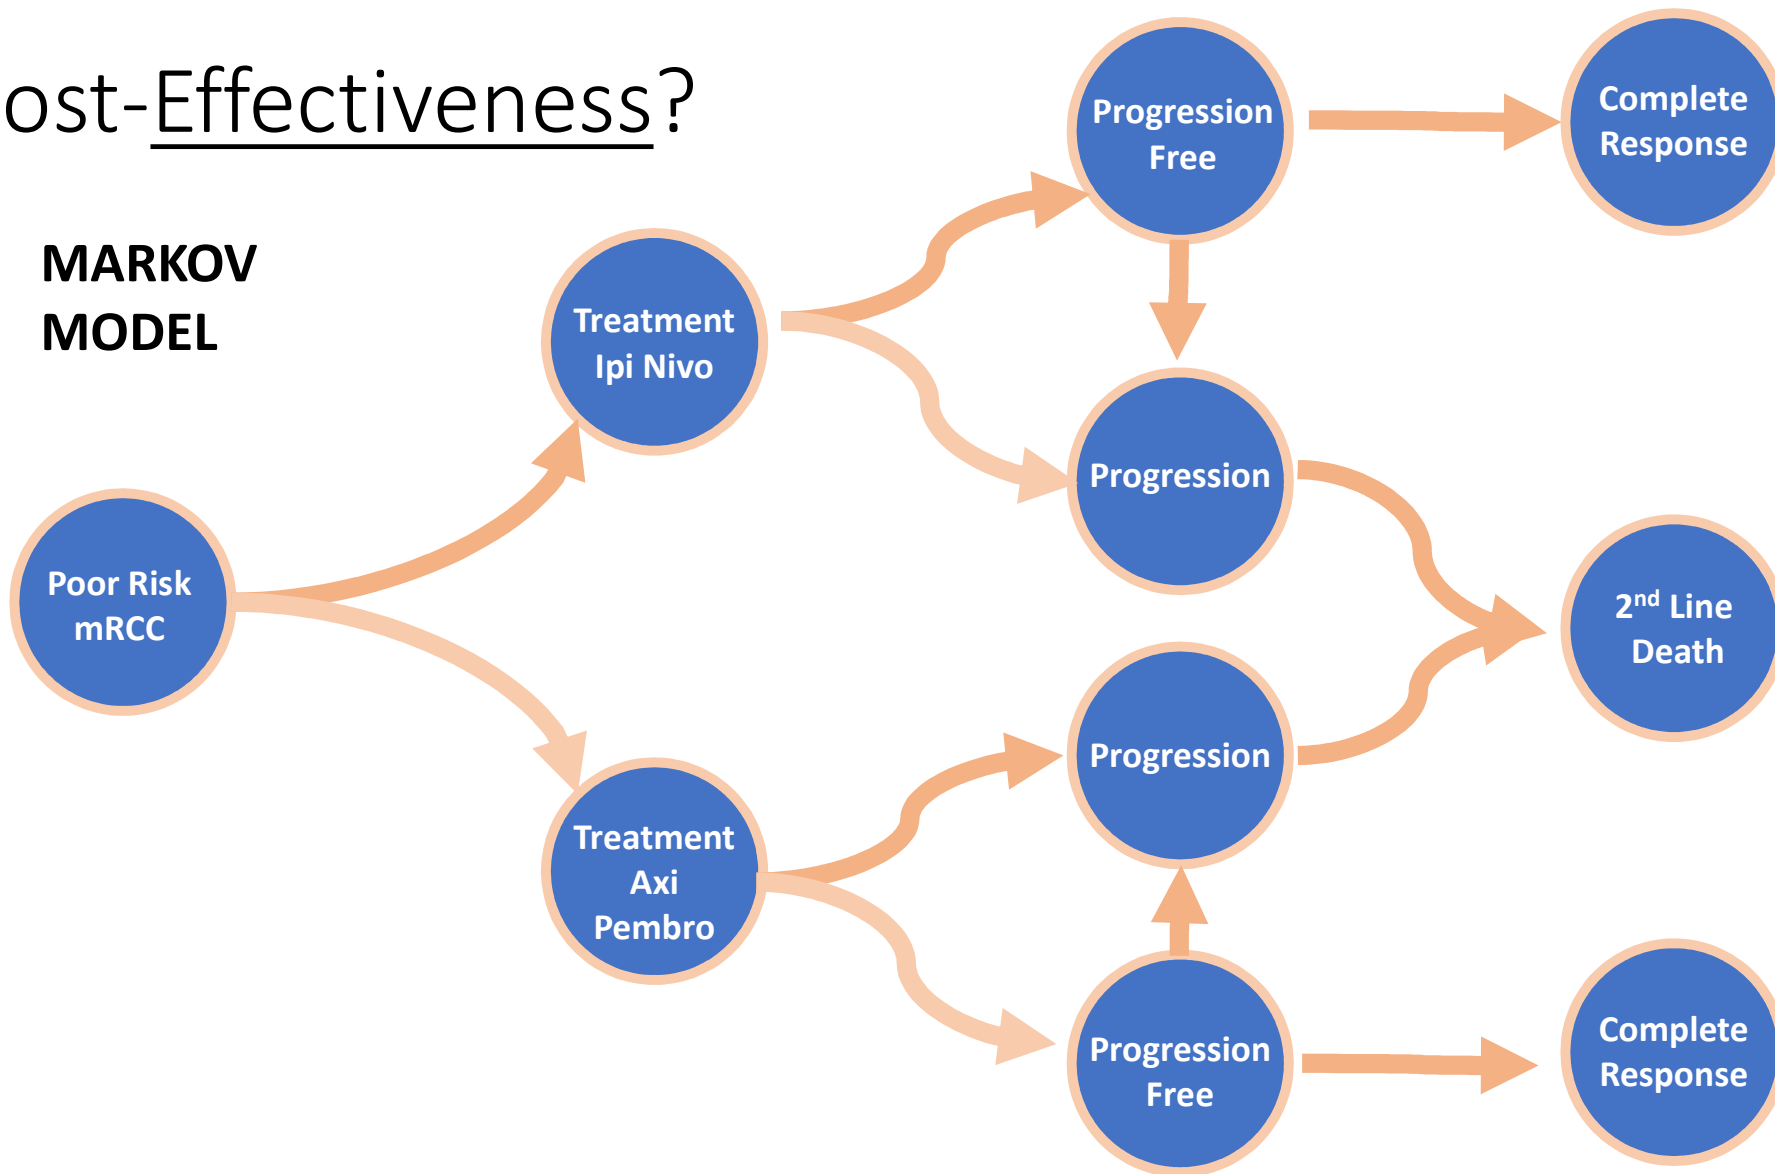 ost-Effectiveness?
MARKOV
MODEL
Progression
Free
Complete
Response
Treatment
Ipi Nivo
Progression
Poor Risk
mRCC
2nd Line
Death
Progression
Treatment
Axi
Pembro
Progression
Free
Complete
Response